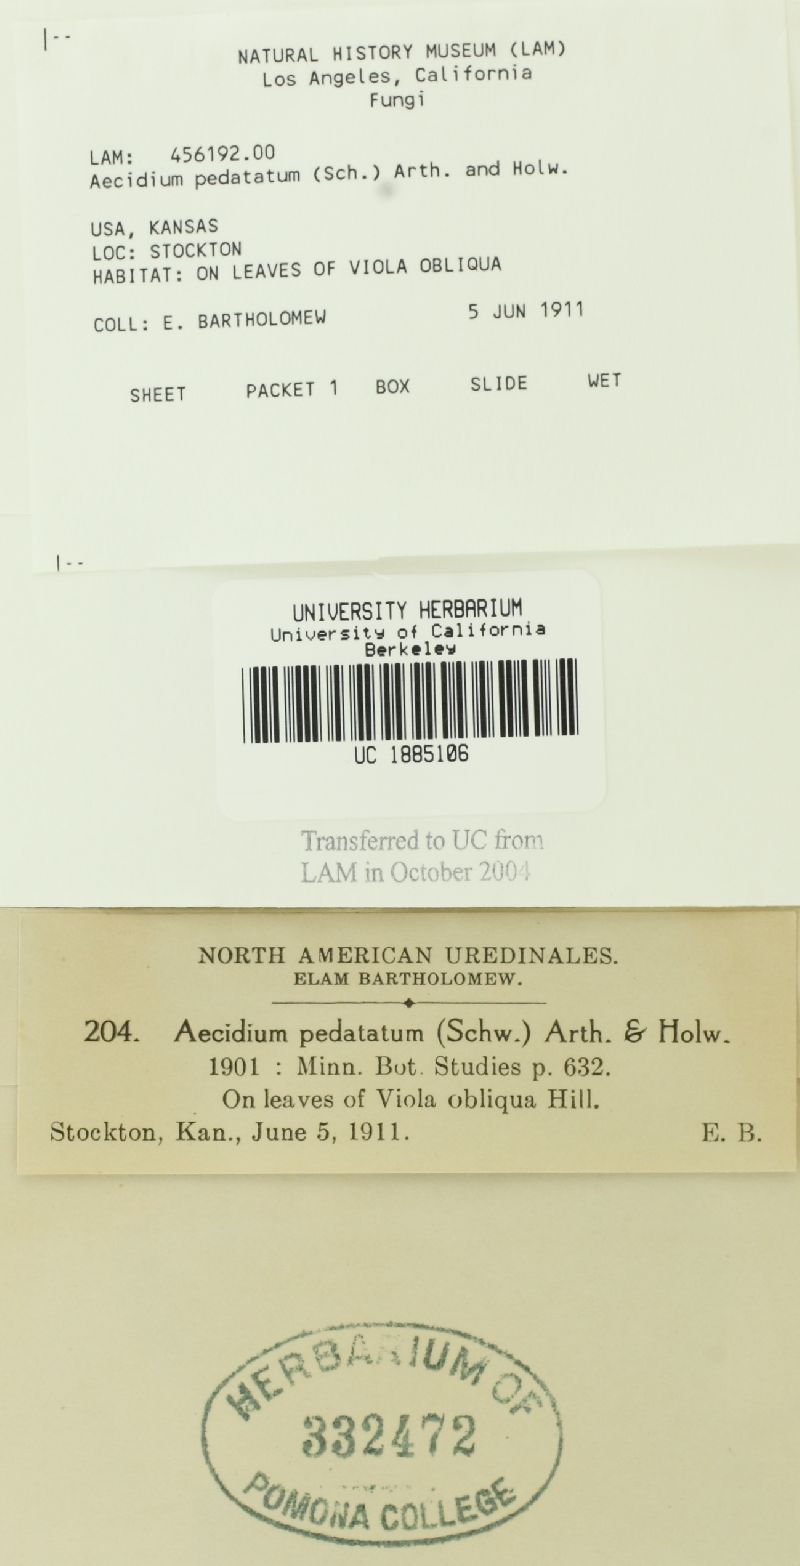 NATURAL HISTORY MUSEUM (LAM)
Los Angeles, California
Fungi
LAM: 456192.00
Aecidium pedatatum (Sch.) Arth. and Holw.
USA, KANSAS
LOC: STOCKTON
HABITAT: ON LEAVES OF VIOLA OBLIQUA
COLL: E. BARTHOLOMEW 5 JUN 1911
SHEET PACKET 1 BOX SLIDE WET
UNIVERSITY HERBARIUM
University of California
Berkeley
UC 1885106
Transferred to UC from
LAM in October 2004
NORTH AMERICAN UREDINALES.
ELAM BARTHOLOMEW.
204. Aecidium pedatatum (Schw.) Arth. & Holw.
1901 : Minn. Bot. Studies p. 632.
On leaves of Viola obliqua Hill.
Stockton, Kan., June 5, 1911. E. B.
HERBARIUM OF
332472
POMONA COLLEGE